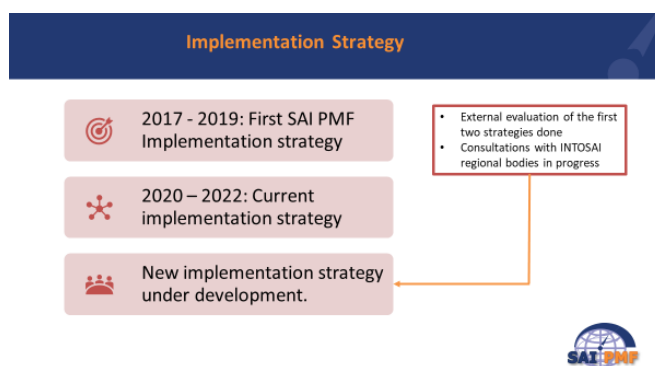 Implementation Strategy
2017 - 2019: First SAI PMF
Implementation strategy
2020 – 2022: Current
implementation strategy
New implementation strategy
under development.
• External evaluation of the first
two strategies done
• Consultations with INTOSAI
regional bodies in progress
SAI PMF